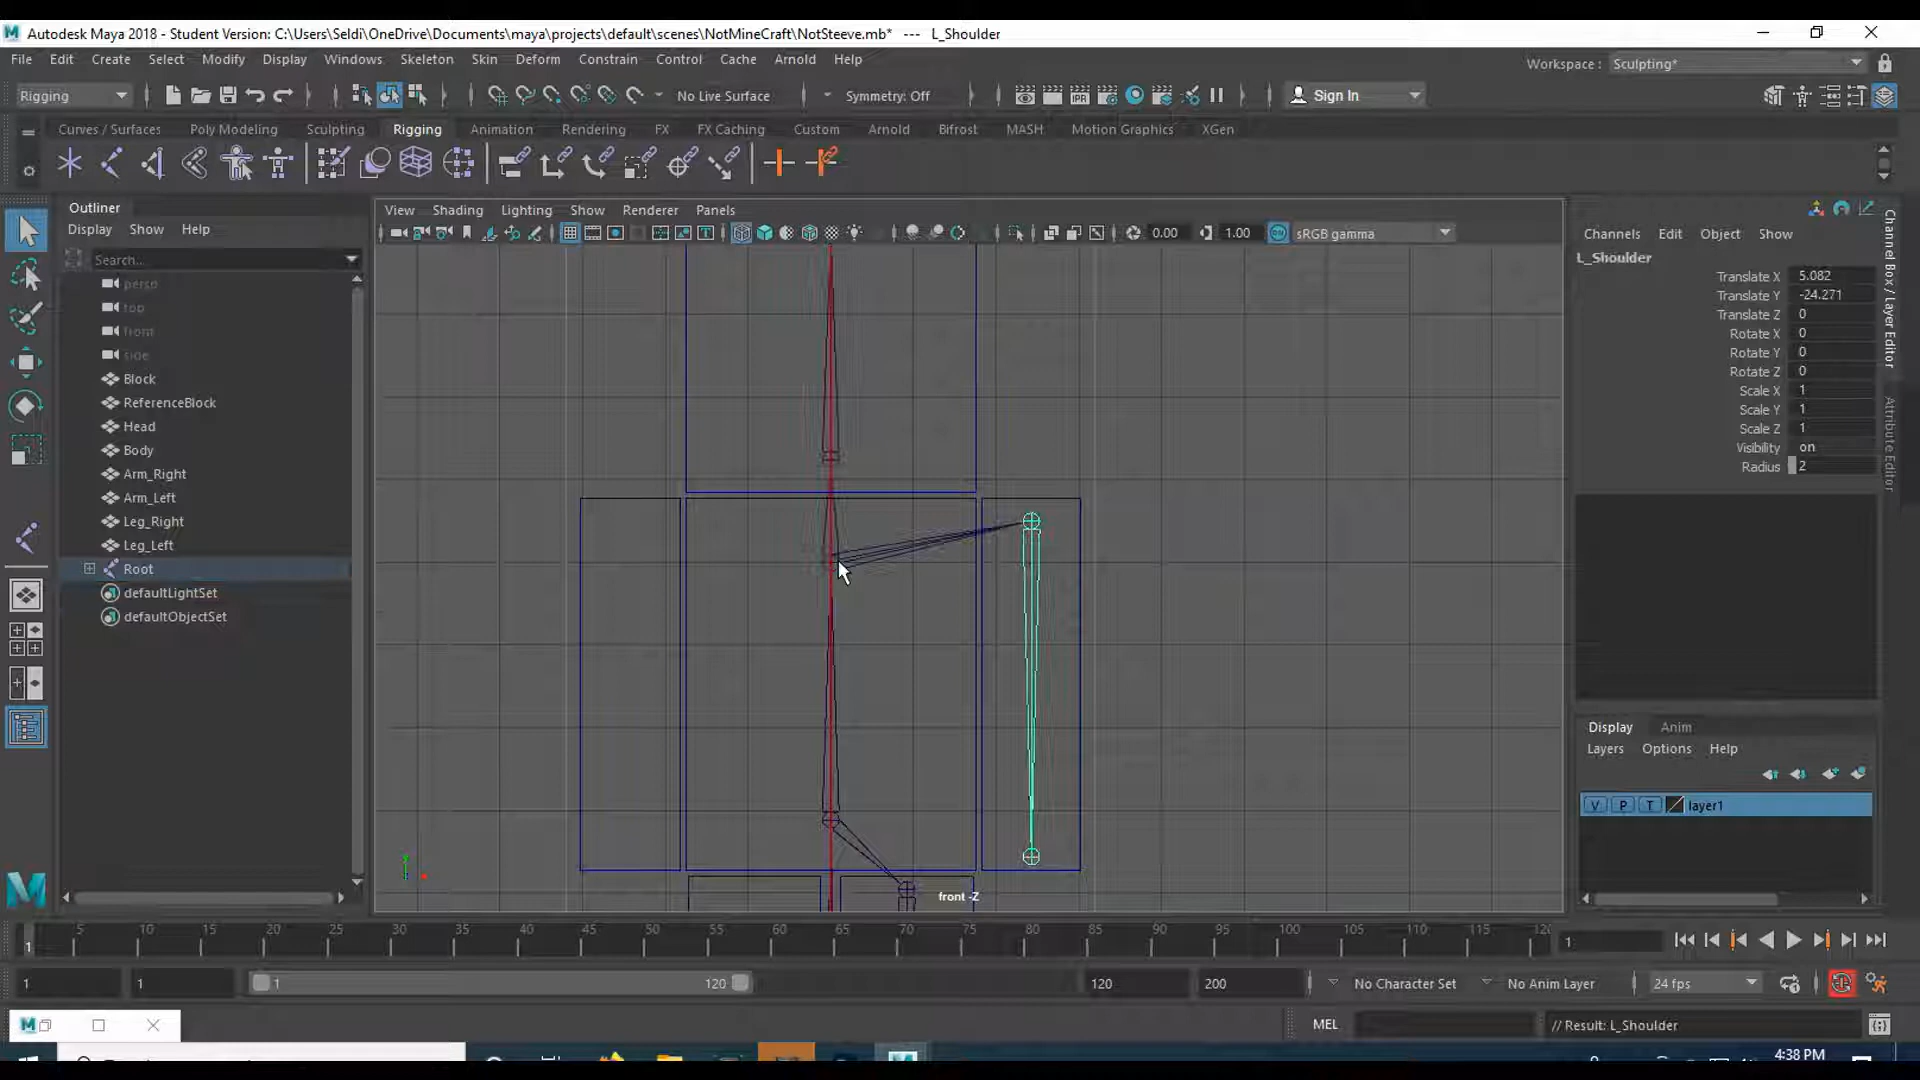 Autodesk Maya 2018 - Student Version: C:\Users\Seldi\OneDrive\Documents\maya\projects\default\scenes\NotMineCraft\NotSteeve.mb* --- L_Shoulder
File Edit Create Select Modify Display Windows Skeleton Skin Deform Constrain Control Cache Arnold Help
Workspace : Sculpting*
Rigging No Live Surface Symmetry: Off Sign In
Curves / Surfaces Poly Modeling Sculpting Rigging Animation Rendering FX FX Caching Custom Arnold Bifrost MASH Motion Graphics XGen
Outliner
Display Show Help
Search...
persp
top
front
side
Block
ReferenceBlock
Head
Body
Arm_Right
Arm_Left
Leg_Right
Leg_Left
Root
defaultLightSet
defaultObjectSet
View Shading Lighting Show Renderer Panels
0.00 1.00 sRGB gamma
front -Z
Channels Edit Object Show
L_Shoulder
Translate X 5.082
Translate Y -24.271
Translate Z 0
Rotate X 0
Rotate Y 0
Rotate Z 0
Scale X 1
Scale Y 1
Scale Z 1
Visibility on
Radius 2
Channel Box / Layer Editor
Attribute Editor
Display Anim
Layers Options Help
V P T layer1
5 10 15 20 25 30 35 40 45 50 55 60 65 70 75 80 85 90 95 100 105 110 115 120
1 1
1 1 1 120 120 200 No Character Set No Anim Layer 24 fps
MEL // Result: L_Shoulder
4:38 PM